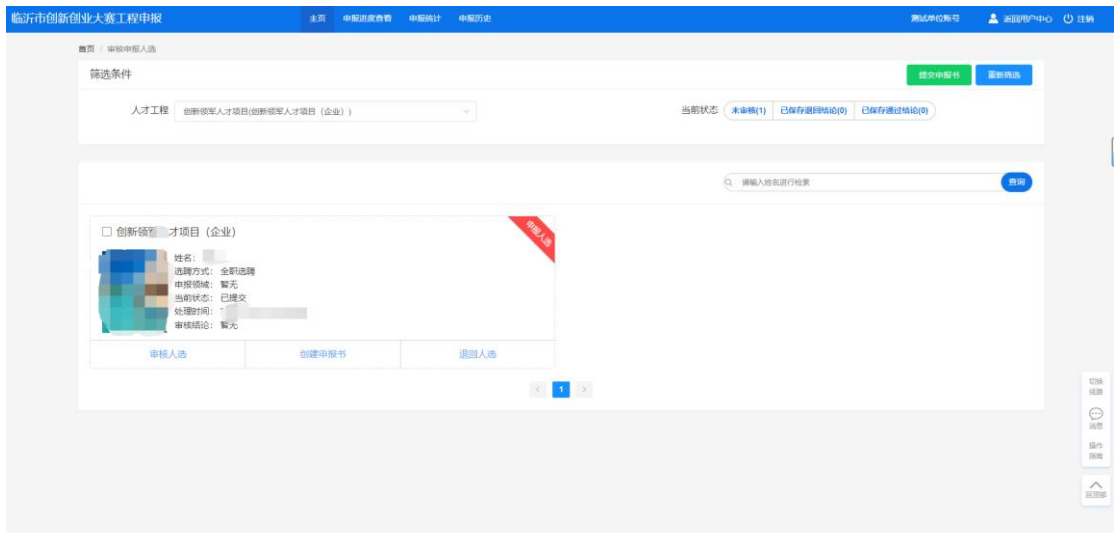 临沂市创新创业大赛工程申报 主页 申报进度查看 申报统计 申报历史 测试单位账号 返回用户中心 注销
首页 / 审核申报人选
筛选条件 提交申报书 重新筛选
人才工程 创新领军人才项目(创新领军人才项目（企业）) 当前状态 未审核(1) 已保存退回结论(0) 已保存通过结论(0)
请输入姓名进行检索 查询
创新领军 才项目（企业） 申报人选
姓名：
选聘方式： 全职选聘
申报领域： 暂无
当前状态： 已提交
处理时间：
审核结论： 暂无
审核人选 创建申报书 退回人选
< 1 >
切换
线路
消息
操作
指南
回顶部